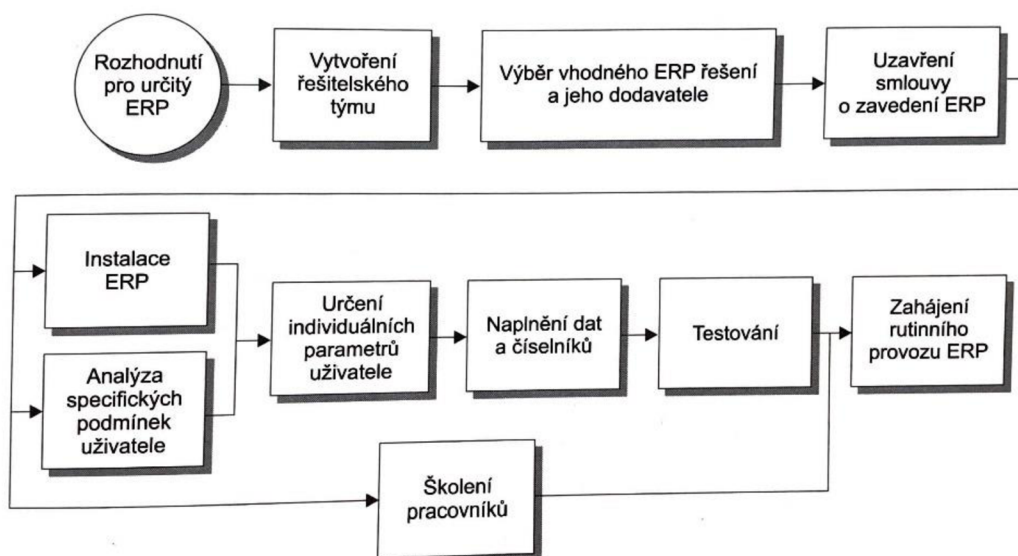 Rozhodnutí
pro určitý
ERP
Vytvoření
řešitelského
týmu
Výběr vhodného ERP řešení
a jeho dodavatele
Uzavření
smlouvy
o zavedení ERP
Instalace
ERP
Analýza
specifických
podmínek
uživatele
Určení
individuálních
parametrů
uživatele
Naplnění dat
a číselníků
Testování
Zahájení
rutinního
provozu ERP
Školení
pracovníků